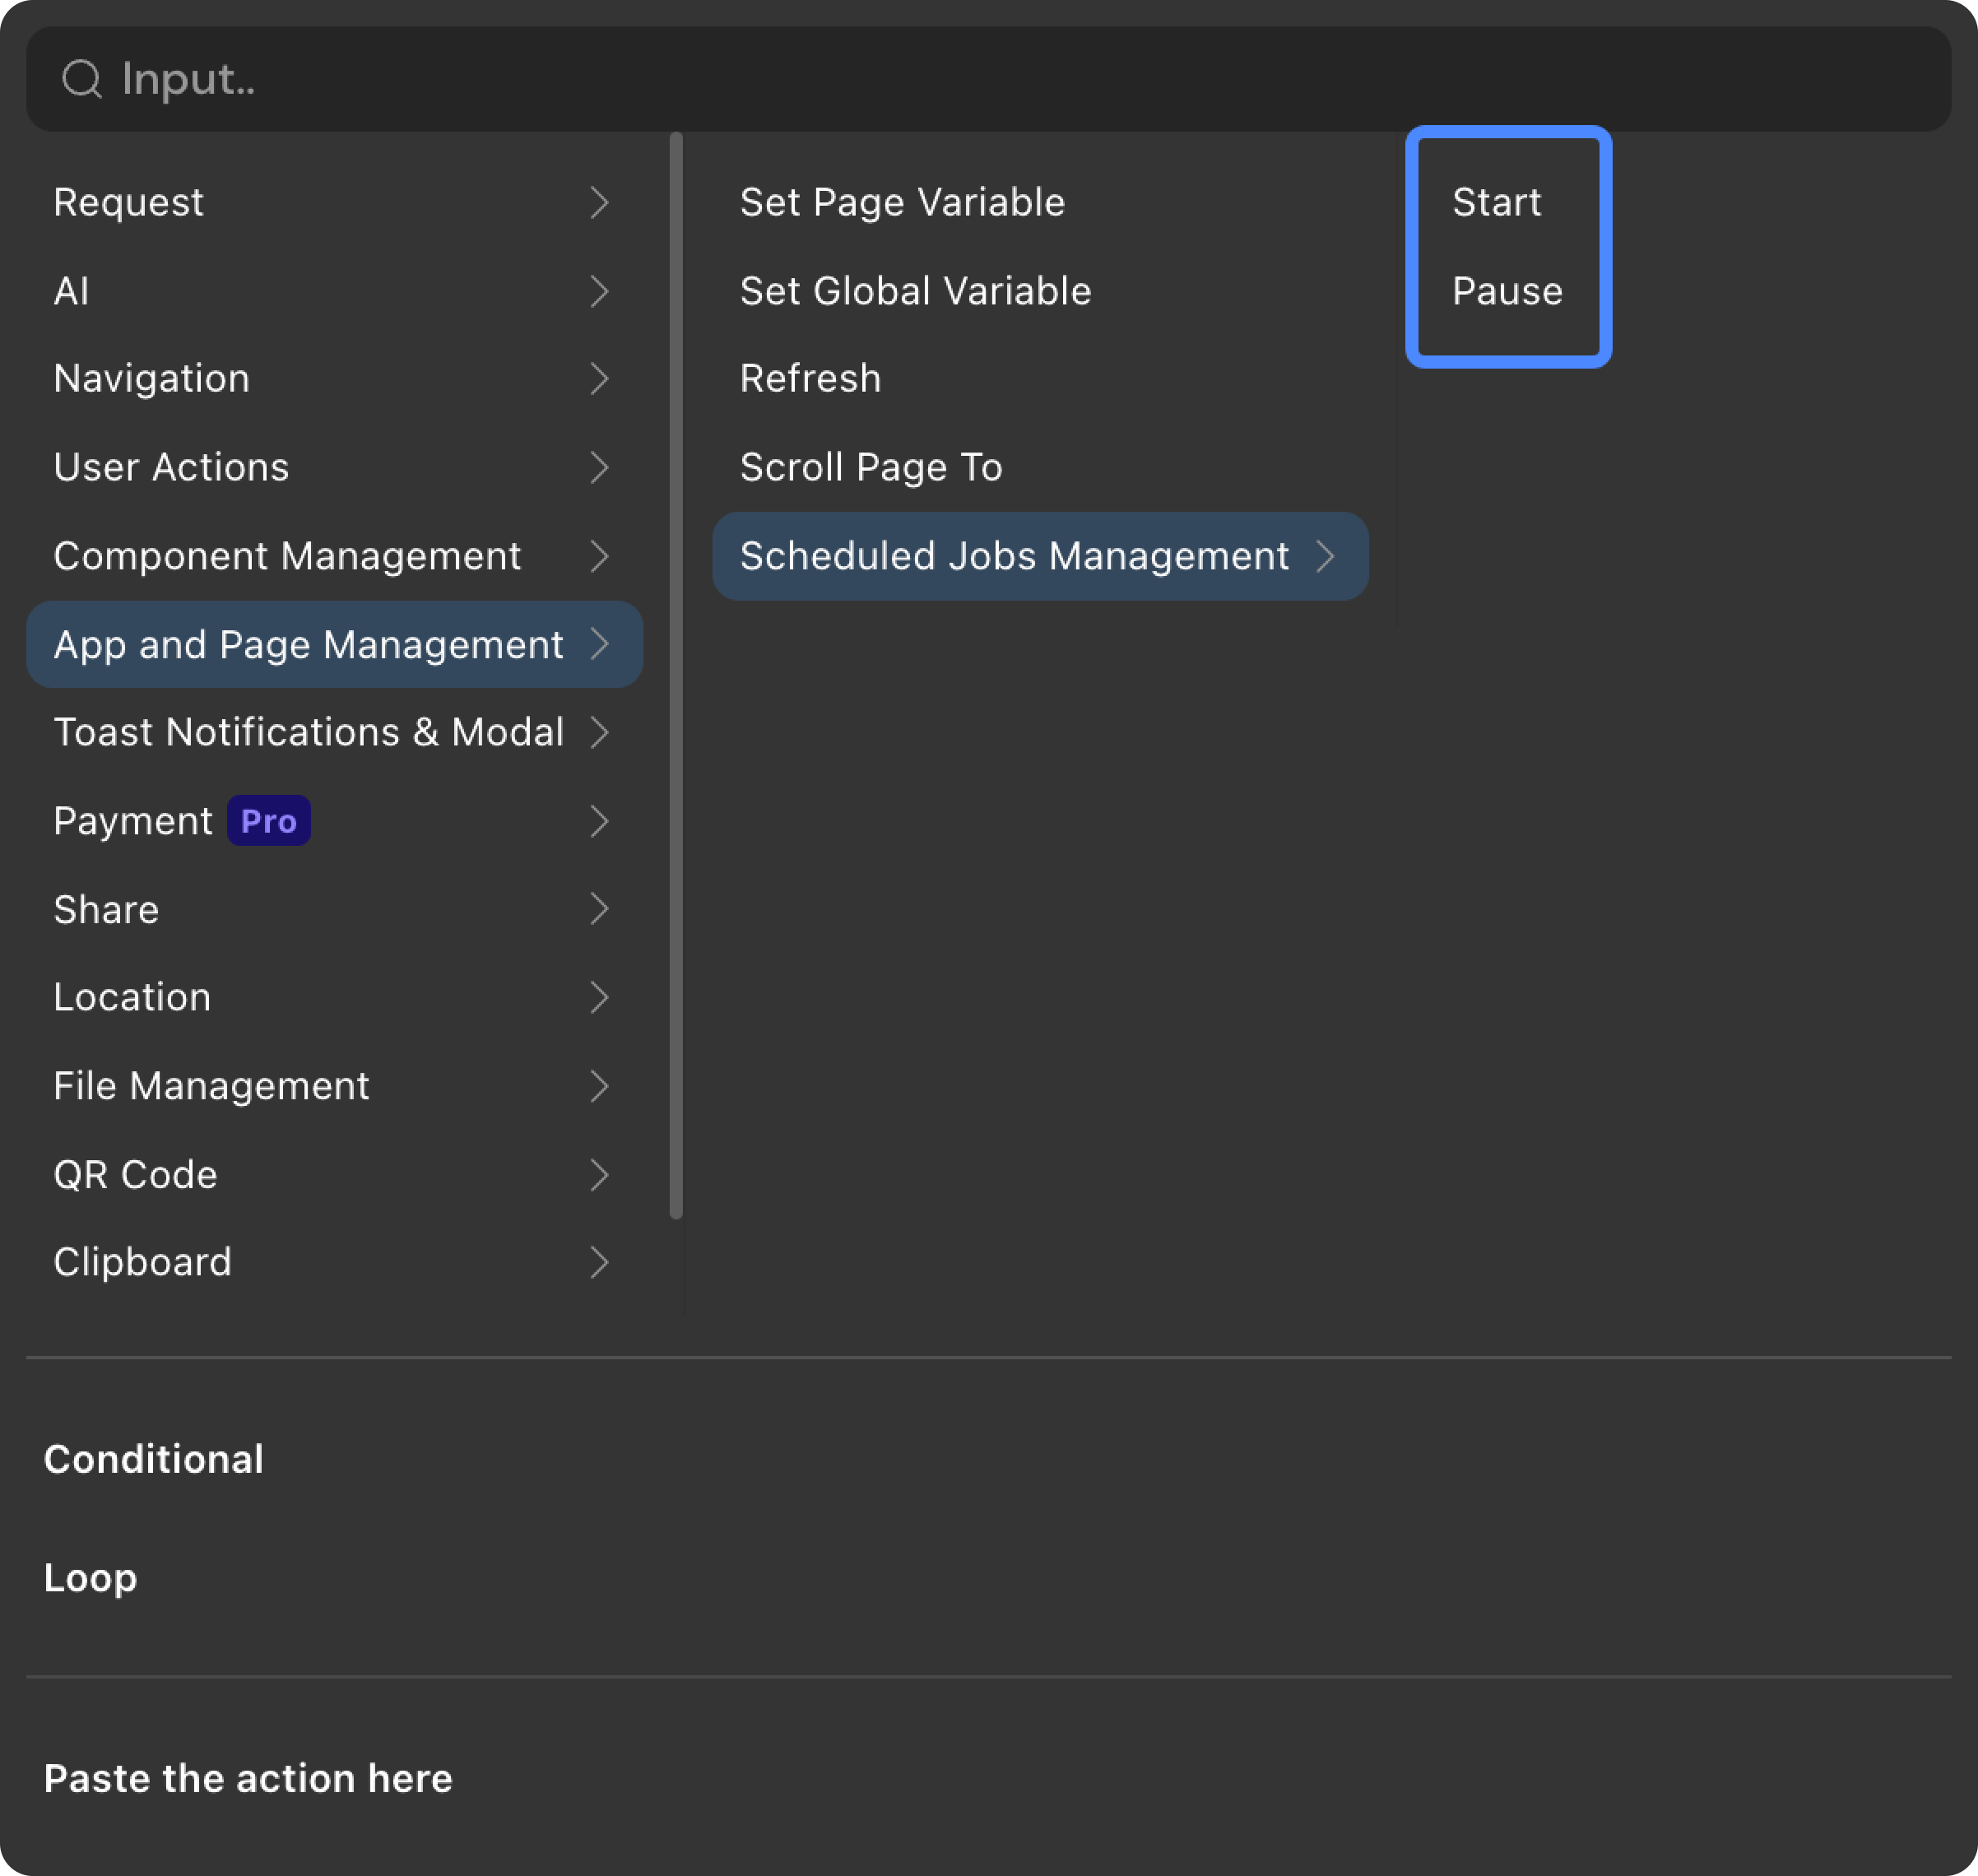 Input..
Request
AI
Navigation
User Actions
Component Management
App and Page Management
Toast Notifications & Modal
Payment Pro
Share
Location
File Management
QR Code
Clipboard
Set Page Variable
Set Global Variable
Refresh
Scroll Page To
Scheduled Jobs Management
Start
Pause
Conditional
Loop
Paste the action here